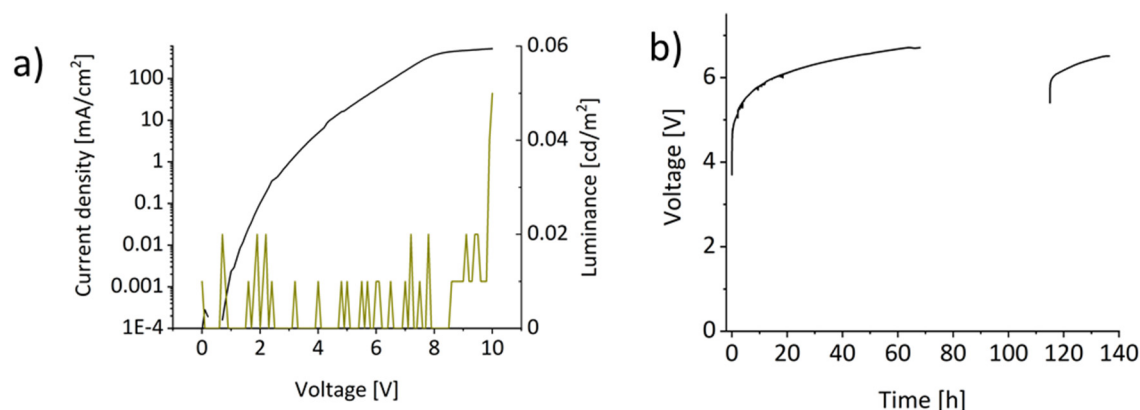 a)
Current density [mA/cm²]
100
10
1
0.1
0.01
0.001
1E-4
0 2 4 6 8 10
Voltage [V]
0.06
0.04
0.02
0
Luminance [cd/m²]
b)
Voltage [V]
6
4
2
0
0 20 40 60 80 100 120 140
Time [h]